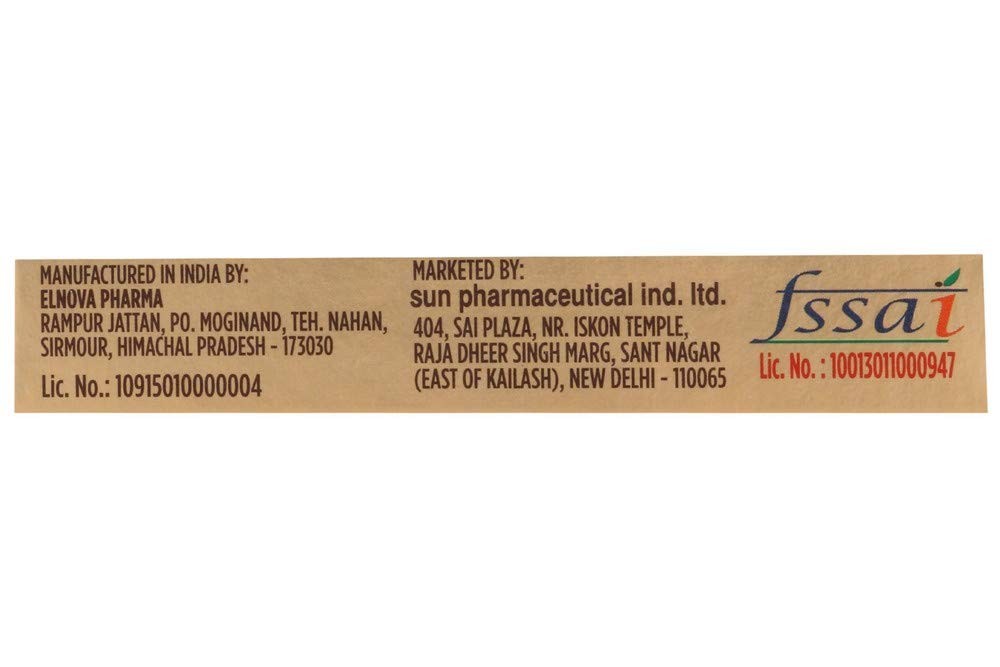 MANUFACTURED IN INDIA BY:
ELNOVA PHARMA
RAMPUR JATTAN, PO. MOGINAND, TEH. NAHAN,
SIRMOUR, HIMACHAL PRADESH - 173030
Lic. No.: 10915010000004
MARKETED BY:
sun pharmaceutical ind. ltd.
404, SAI PLAZA, NR. ISKON TEMPLE,
RAJA DHEER SINGH MARG, SANT NAGAR
(EAST OF KAILASH), NEW DELHI - 110065
fssai
Lic. No. : 10013011000947